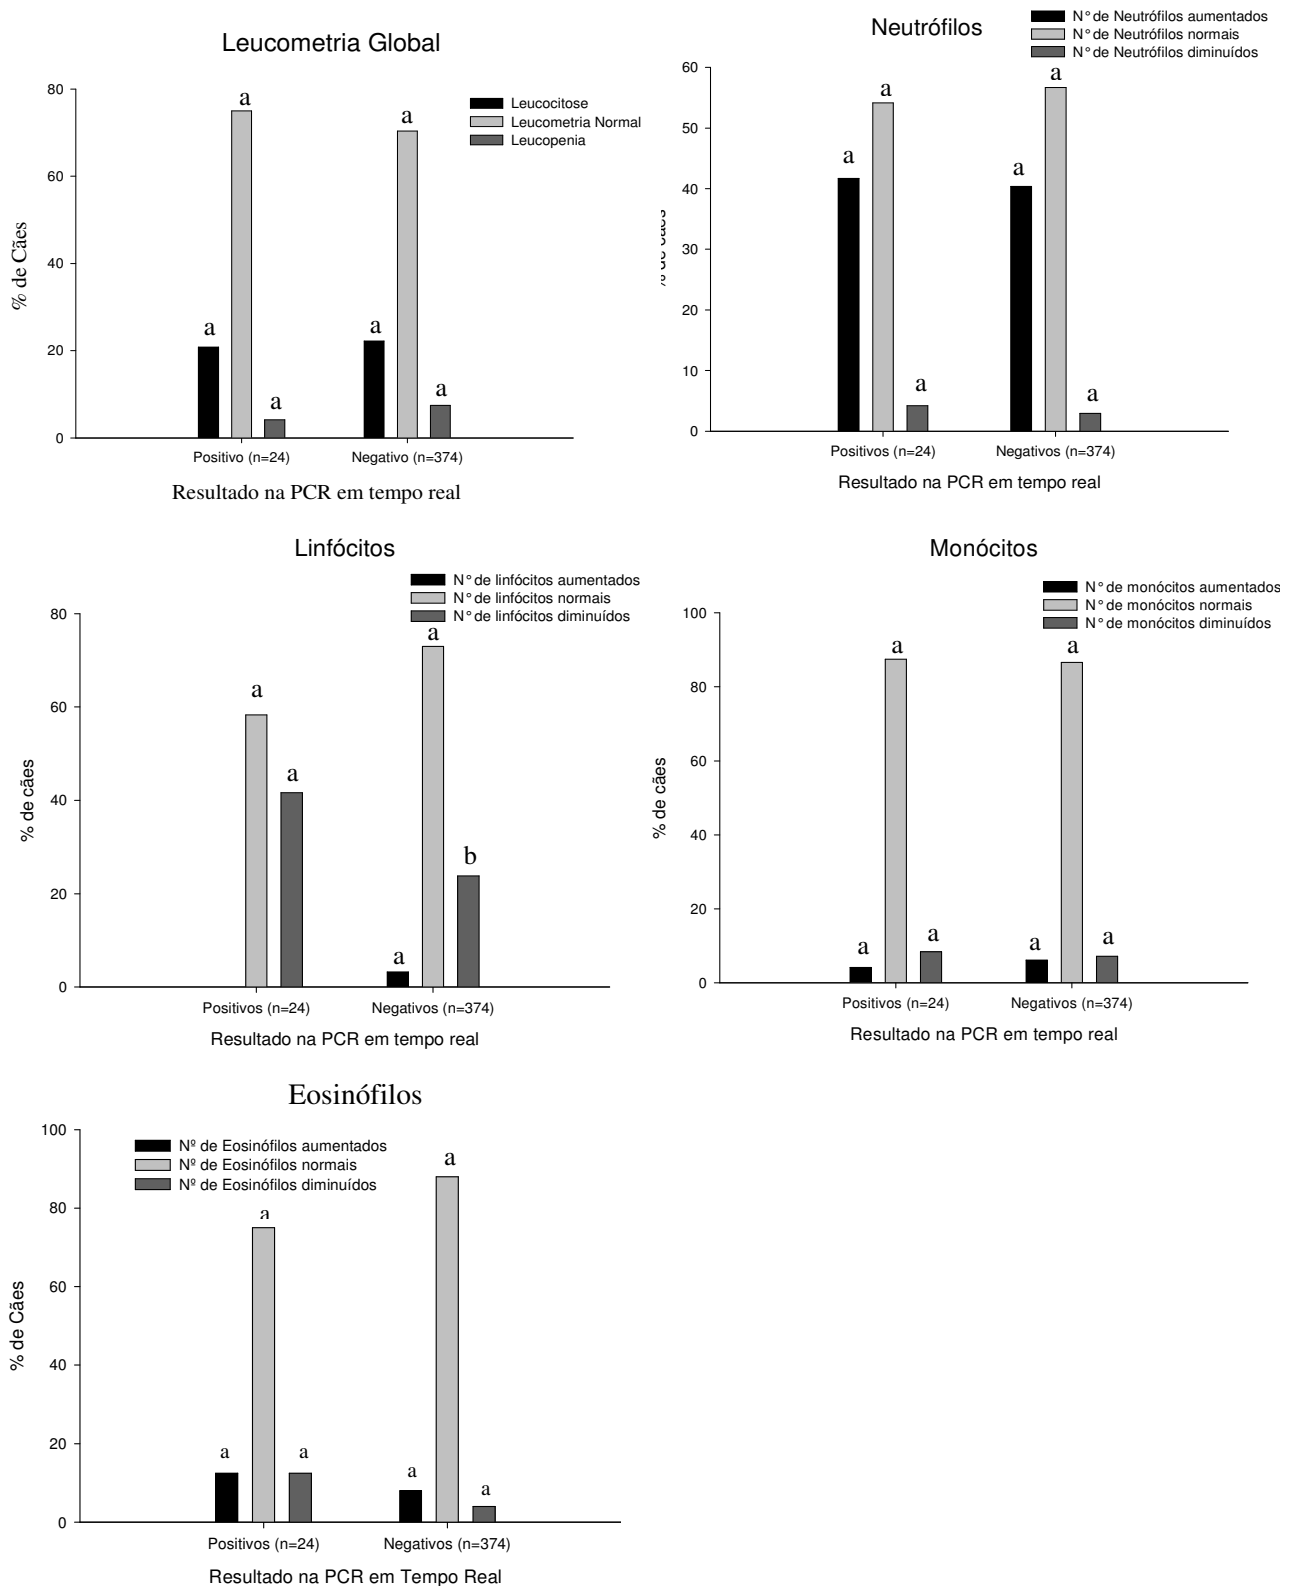 Leucometria Global
Leucocitose
Leucometria Normal
Leucopenia
80
60
40
20
0
% de Cães
a
a
a
a
a
a
Positivo (n=24)
Negativo (n=374)
Resultado na PCR em tempo real
Neutrófilos
N° de Neutrófilos aumentados
N° de Neutrófilos normais
N° de Neutrófilos diminuídos
60
50
40
30
20
10
0
% de cães
a
a
a
a
a
a
Positivo (n=24)
Negativos (n=374)
Resultado na PCR em tempo real
Linfócitos
N° de linfócitos aumentados
N° de linfócitos normais
N° de linfócitos diminuídos
80
60
40
20
0
% de cães
a
a
a
a
b
Positivos (n=24)
Negativos (n=374)
Resultado na PCR em tempo real
Monócitos
N° de monócitos aumentados
N° de monócitos normais
N° de monócitos diminuídos
100
80
60
40
20
0
% de cães
a
a
a
a
a
a
Positivos (n=24)
Negativos (n=374)
Resultado na PCR em tempo real
Eosinófilos
Nº de Eosinófilos aumentados
Nº de Eosinófilos normais
Nº de Eosinófilos diminuídos
100
80
60
40
20
0
% de Cães
a
a
a
a
a
a
Positivos (n=24)
Negativos (n=374)
Resultado na PCR em Tempo Real